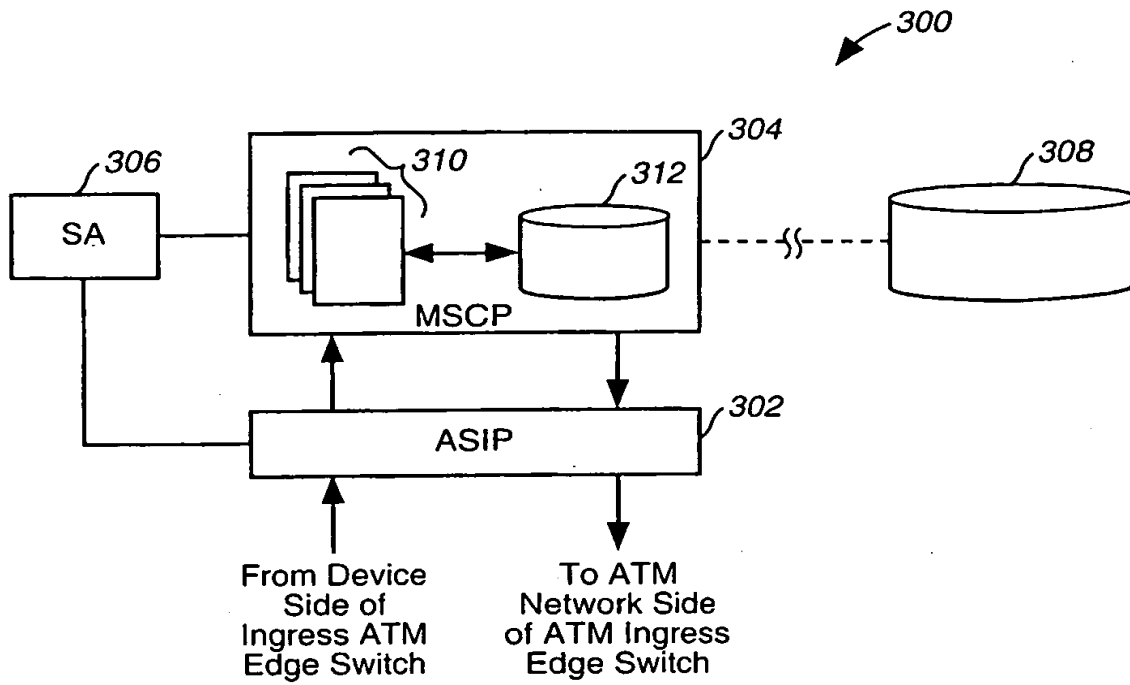 300
304
306
310
312
308
SA
MSCP
302
ASIP
From Device
Side of
Ingress ATM
Edge Switch
To ATM
Network Side
of ATM Ingress
Edge Switch